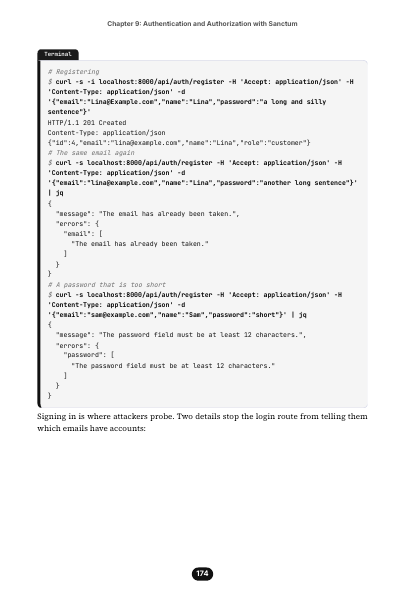 Chapter 9: Authentication and Authorization with Sanctum
Terminal
# Registering
$ curl -s -i localhost:8000/api/auth/register -H 'Accept: application/json' -H
'Content-Type: application/json' -d
'{"email":"Lina@Example.com","name":"Lina","password":"a long and silly
sentence"}'
HTTP/1.1 201 Created
Content-Type: application/json
{"id":4,"email":"lina@example.com","name":"Lina","role":"customer"}
# The same email again
$ curl -s localhost:8000/api/auth/register -H 'Accept: application/json' -H
'Content-Type: application/json' -d
'{"email":"lina@example.com","name":"Lina","password":"another long sentence"}'
| jq
{
  "message": "The email has already been taken.",
  "errors": {
    "email": [
      "The email has already been taken."
    ]
  }
}
# A password that is too short
$ curl -s localhost:8000/api/auth/register -H 'Accept: application/json' -H
'Content-Type: application/json' -d
'{"email":"sam@example.com","name":"Sam","password":"short"}' | jq
{
  "message": "The password field must be at least 12 characters.",
  "errors": {
    "password": [
      "The password field must be at least 12 characters."
    ]
  }
}
Signing in is where attackers probe. Two details stop the login route from telling them
which emails have accounts:
174